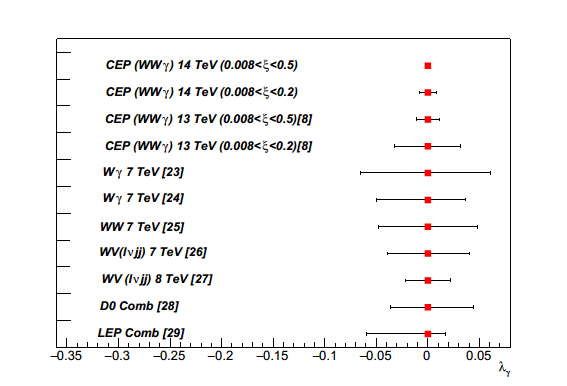 CEP (WWγ) 14 TeV (0.008<ξ<0.5)
CEP (WWγ) 14 TeV (0.008<ξ<0.2)
CEP (WWγ) 13 TeV (0.008<ξ<0.5)[8]
CEP (WWγ) 13 TeV (0.008<ξ<0.2)[8]
Wγ 7 TeV [23]
Wγ 7 TeV [24]
WW 7 TeV [25]
WV(lνjj) 7 TeV [26]
WV (lνjj) 8 TeV [27]
D0 Comb [28]
LEP Comb [29]
−0.35 −0.3 −0.25 −0.2 −0.15 −0.1 −0.05 0 0.05
λγ